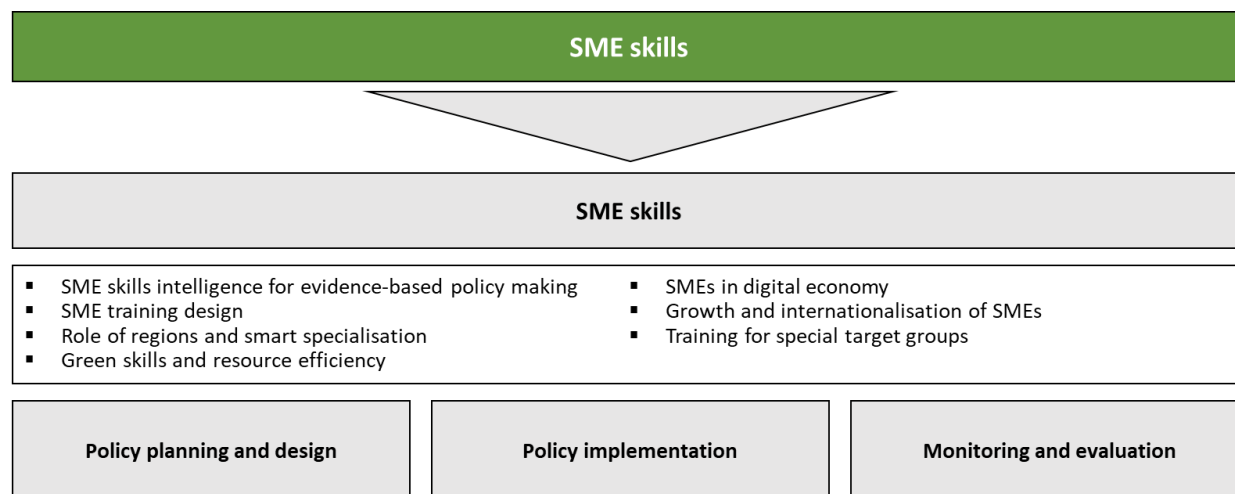 SME skills
SME skills
▪ SME skills intelligence for evidence-based policy making
▪ SME training design
▪ Role of regions and smart specialisation
▪ Green skills and resource efficiency
▪ SMEs in digital economy
▪ Growth and internationalisation of SMEs
▪ Training for special target groups
Policy planning and design
Policy implementation
Monitoring and evaluation